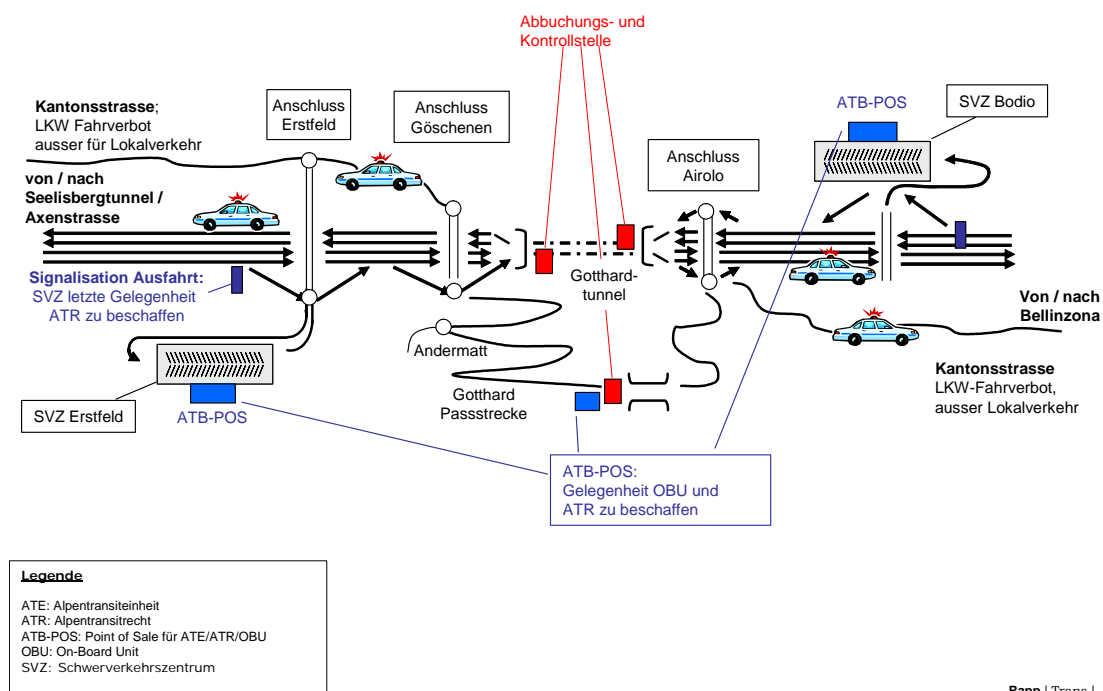 Abbuchungs- und
Kontrollstelle
Kantonsstrasse;
LKW Fahrverbot
ausser für Lokalverkehr
Anschluss
Erstfeld
Anschluss
Göschenen
Anschluss
Airolo
ATB-POS
SVZ Bodio
von / nach
Seelisbergtunnel /
Axenstrasse
Signalisation Ausfahrt:
SVZ letzte Gelegenheit
ATR zu beschaffen
Gotthard-
tunnel
Von / nach
Bellinzona
Andermatt
Gotthard
Passstrecke
Kantonsstrasse
LKW-Fahrverbot,
ausser Lokalverkehr
SVZ Erstfeld
ATB-POS
ATB-POS:
Gelegenheit OBU und
ATR zu beschaffen
Legende
ATE: Alpentransiteinheit
ATR: Alpentransitrecht
ATB-POS: Point of Sale für ATE/ATR/OBU
OBU: On-Board Unit
SVZ: Schwerverkehrszentrum
Rapp | Trans |